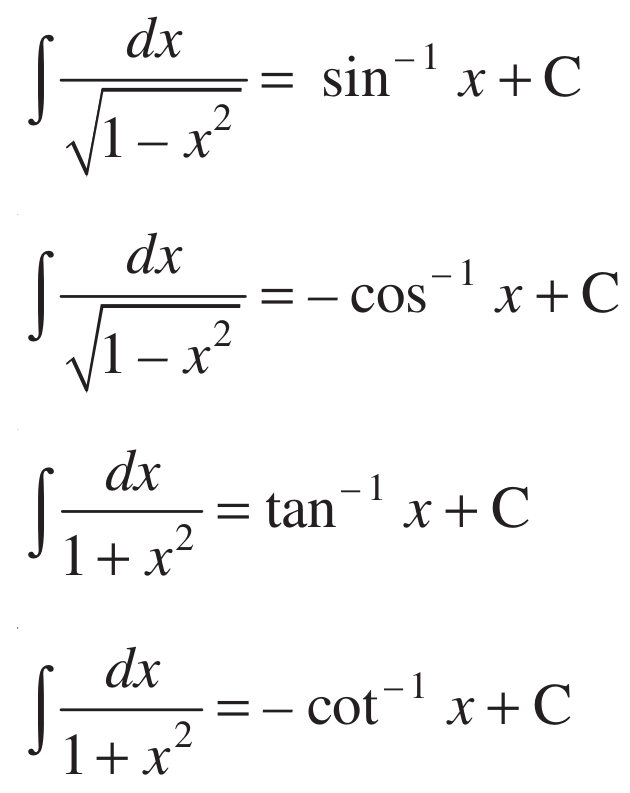 ∫ dx/√(1 − x²) = sin⁻¹ x + C
∫ dx/√(1 − x²) = − cos⁻¹ x + C
∫ dx/(1 + x²) = tan⁻¹ x + C
∫ dx/(1 + x²) = − cot⁻¹ x + C